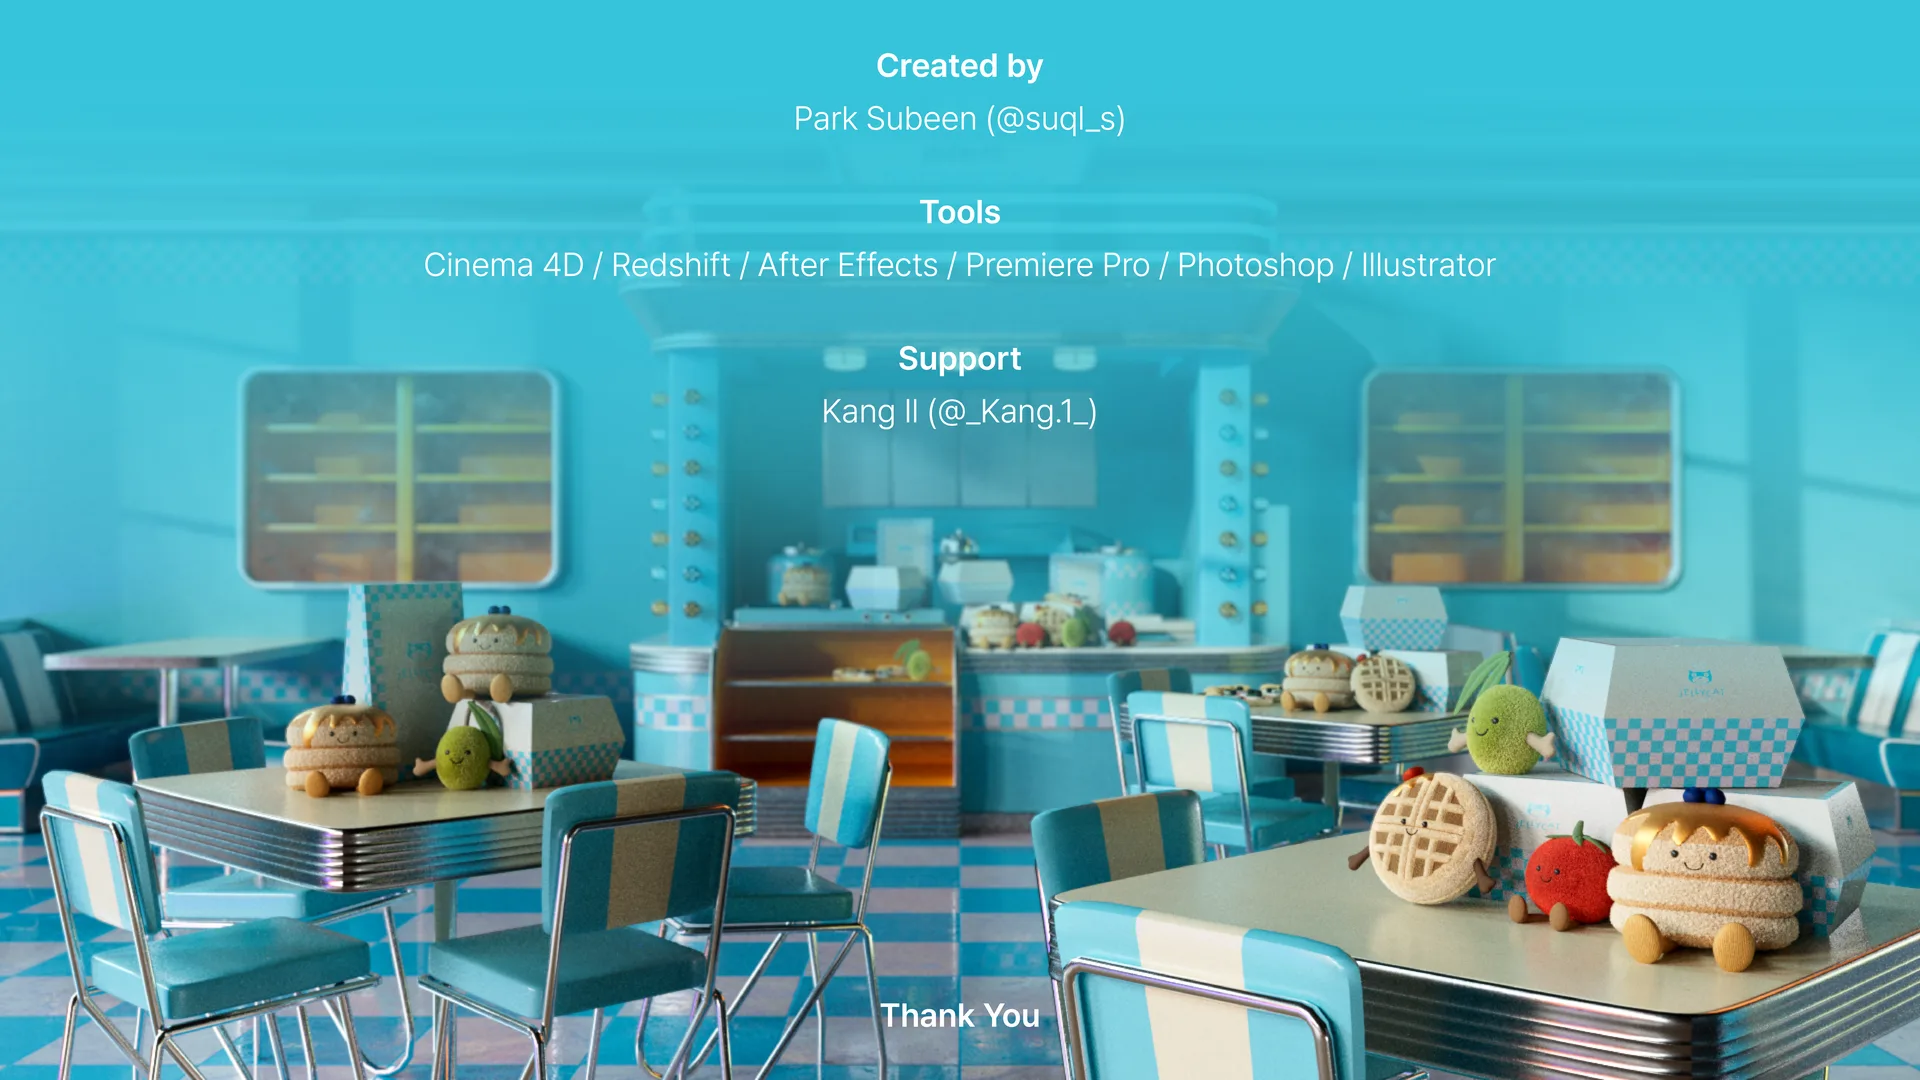 Created by
Park Subeen (@suql_s)
Tools
Cinema 4D / Redshift / After Effects / Premiere Pro / Photoshop / Illustrator
Support
Kang Il (@_Kang.1_)
JELLYCAT
Thank You